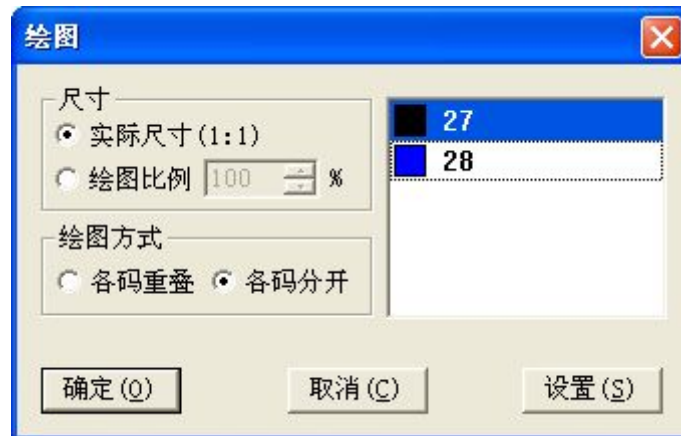 绘图
尺寸
实际尺寸(1:1)
绘图比例 100 %
绘图方式
各码重叠 各码分开
27
28
确定(O) 取消(C) 设置(S)